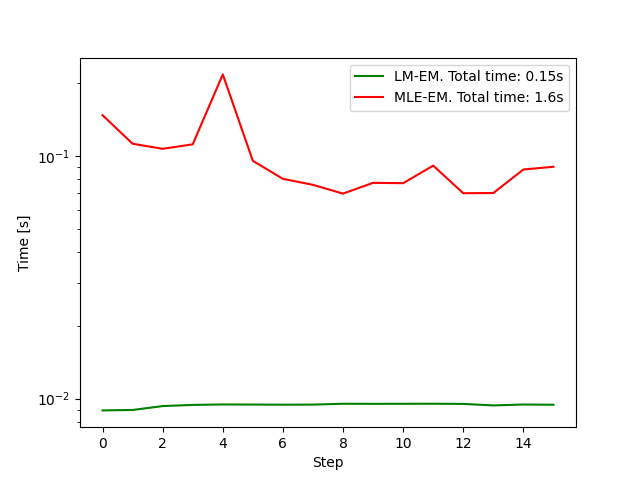 LM-EM. Total time: 0.15s
MLE-EM. Total time: 1.6s
10⁻¹
10⁻²
Time [s]
0 2 4 6 8 10 12 14
Step